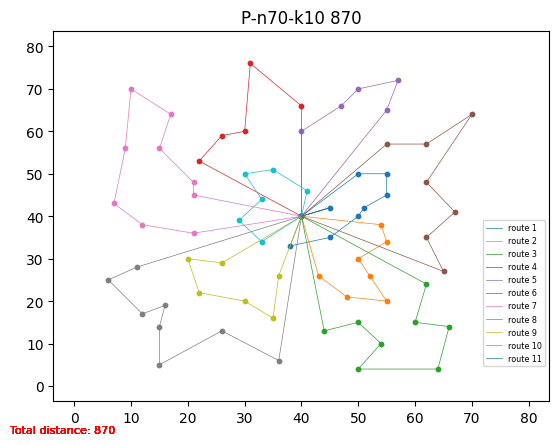 P-n70-k10 870
80
70
60
50
40
30
20
10
0
0 10 20 30 40 50 60 70 80
route 1
route 2
route 3
route 4
route 5
route 6
route 7
route 8
route 9
route 10
route 11
Total distance: 870